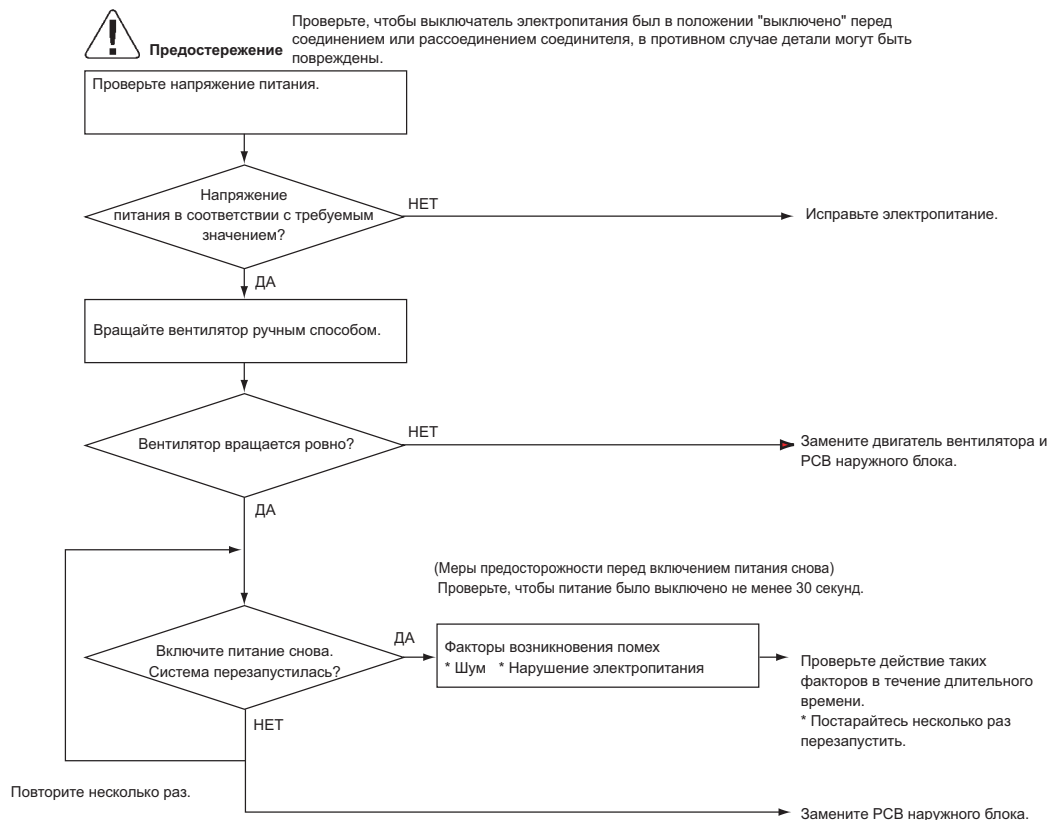 Проверьте, чтобы выключатель электропитания был в положении "выключено" перед
соединением или рассоединением соединителя, в противном случае детали могут быть
повреждены.
Предостережение
Проверьте напряжение питания.
Напряжение
питания в соответствии с требуемым
значением?
НЕТ
Исправьте электропитание.
ДА
Вращайте вентилятор ручным способом.
Вентилятор вращается ровно?
НЕТ
Замените двигатель вентилятора и
PCB наружного блока.
ДА
(Меры предосторожности перед включением питания снова)
Проверьте, чтобы питание было выключено не менее 30 секунд.
Включите питание снова.
Система перезапустилась?
ДА
Факторы возникновения помех
* Шум * Нарушение электропитания
Проверьте действие таких
факторов в течение длительного
времени.
* Постарайтесь несколько раз
перезапустить.
НЕТ
Повторите несколько раз.
Замените PCB наружного блока.